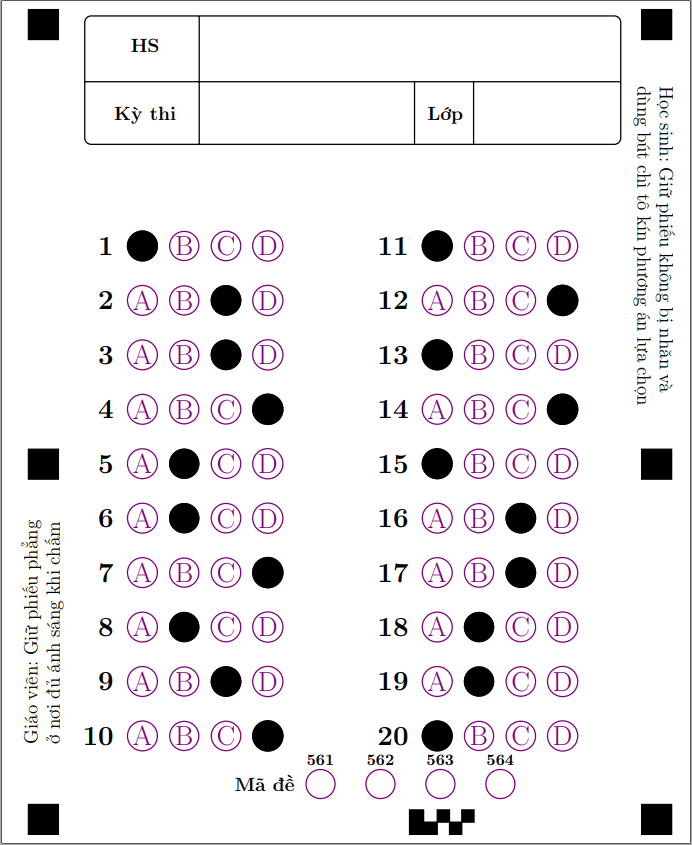 HS
Kỳ thi Lớp
Học sinh: Giữ phiếu không bị nhăn và
dùng bút chì tô kín phương án lựa chọn
1 B C D
2 A B D
3 A B D
4 A B C
5 A C D
6 A C D
7 A B C
8 A C D
9 A B D
10 A B C
11 B C D
12 A B C
13 B C D
14 A B C
15 B C D
16 A B D
17 A B D
18 A C D
19 A C D
20 B C D
Giáo viên: Giữ phiếu phẳng
ở nơi đủ ánh sáng khi chấm
561 562 563 564
Mã đề